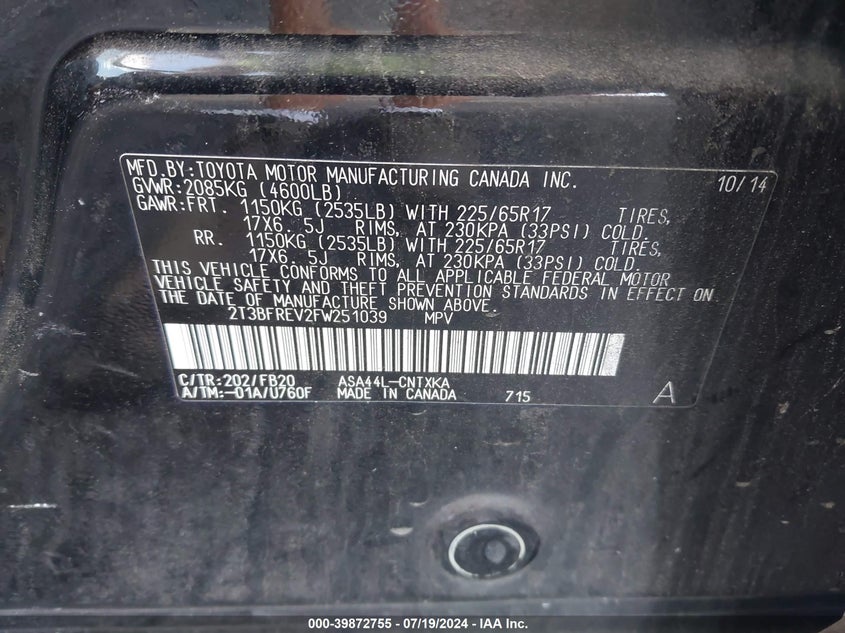 MFD. BY: TOYOTA MOTOR MANUFACTURING CANADA INC. 10/14
GVWR: 2085KG (4600LB)
GAWR: FRT. 1150KG (2535LB) WITH 225/65R17 TIRES,
17X6. 5J RIMS, AT 230KPA (33PSI) COLD.
RR. 1150KG (2535LB) WITH 225/65R17 TIRES,
17X6. 5J RIMS, AT 230KPA (33PSI) COLD.
THIS VEHICLE CONFORMS TO ALL APPLICABLE FEDERAL MOTOR
VEHICLE SAFETY AND THEFT PREVENTION STANDARDS IN EFFECT ON
THE DATE OF MANUFACTURE SHOWN ABOVE.
2T3BFREV2FW251039 MPV
C/TR: 202/FB20 ASA44L-CNTXKA
A/TM: -01A/U760F MADE IN CANADA 715 A
000-39872755 - 07/19/2024 - IAA Inc.